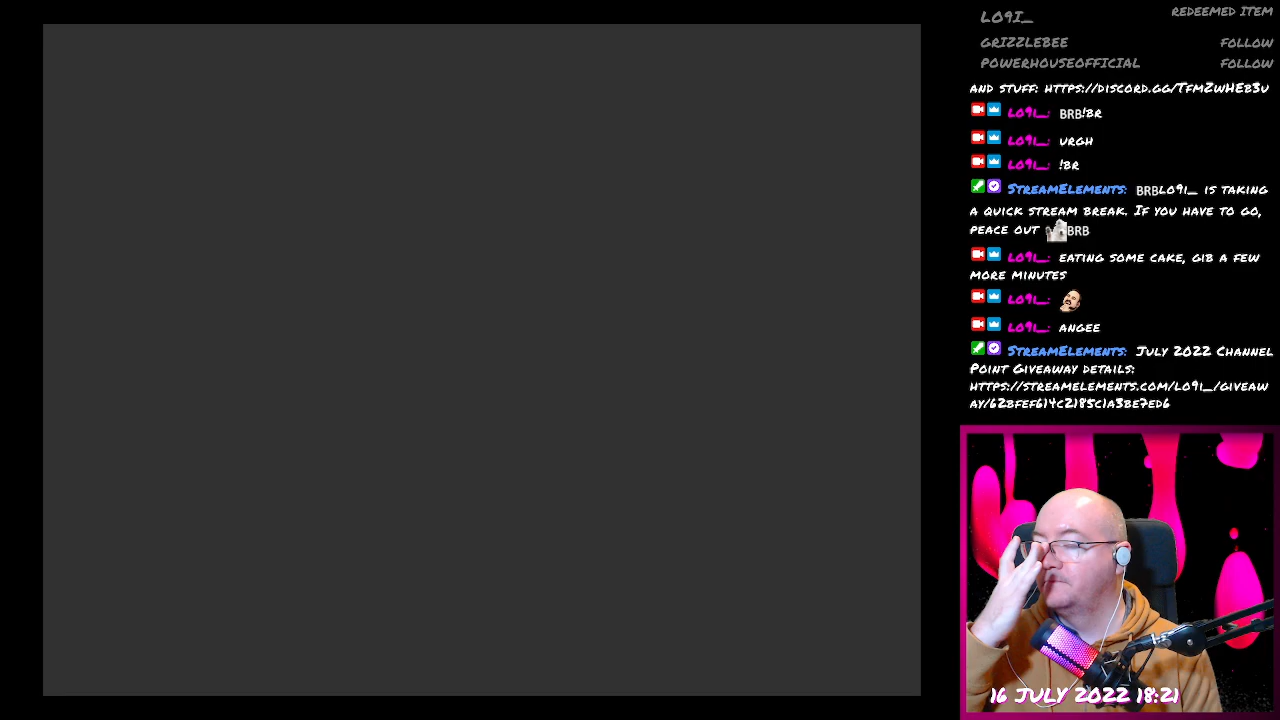 LO9I_ REDEEMED ITEM
GRIZZLEBEE FOLLOW
POWERHOUSEOFFICIAL FOLLOW
AND STUFF: HTTPS://DISCORD.GG/TFMZWHEB3U
LO9I_: BRB!BR
LO9I_: URGH
LO9I_: !BR
STREAMELEMENTS: BRBLO9I_ IS TAKING
A QUICK STREAM BREAK. IF YOU HAVE TO GO,
PEACE OUT BRB
LO9I_: EATING SOME CAKE, GIB A FEW
MORE MINUTES
LO9I_:
LO9I_: ANGEE
STREAMELEMENTS: JULY 2022 CHANNEL
POINT GIVEAWAY DETAILS:
HTTPS://STREAMELEMENTS.COM/LO9I_/GIVEAW
AY/62BFEF614C2185C1A3BE7ED6
16 JULY 2022 18:21